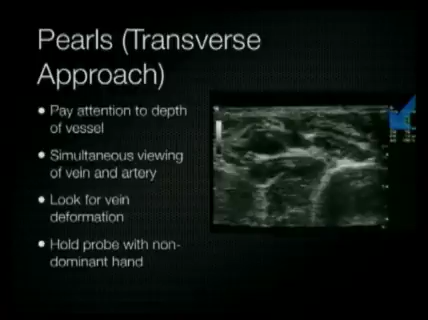 Pearls (Transverse
Approach)
Pay attention to depth
of vessel
Simultaneous viewing
of vein and artery
Look for vein
deformation
Hold probe with non-
dominant hand